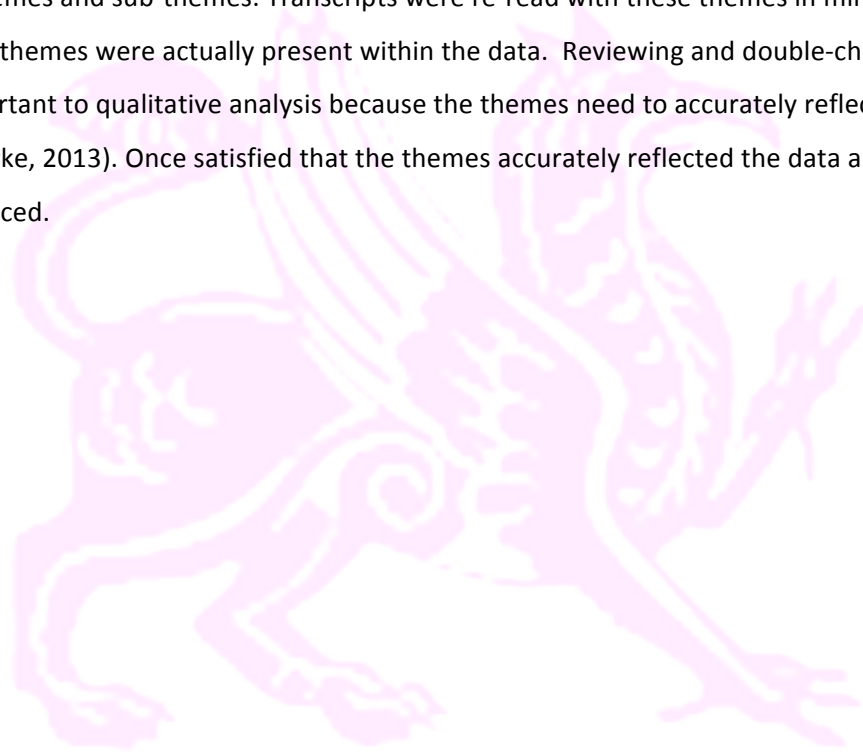 emes and sub-themes. Transcripts were re-read with these themes in mi
themes were actually present within the data.  Reviewing and double-ch
rtant to qualitative analysis because the themes need to accurately refle
ke, 2013). Once satisfied that the themes accurately reflected the data a
ced.